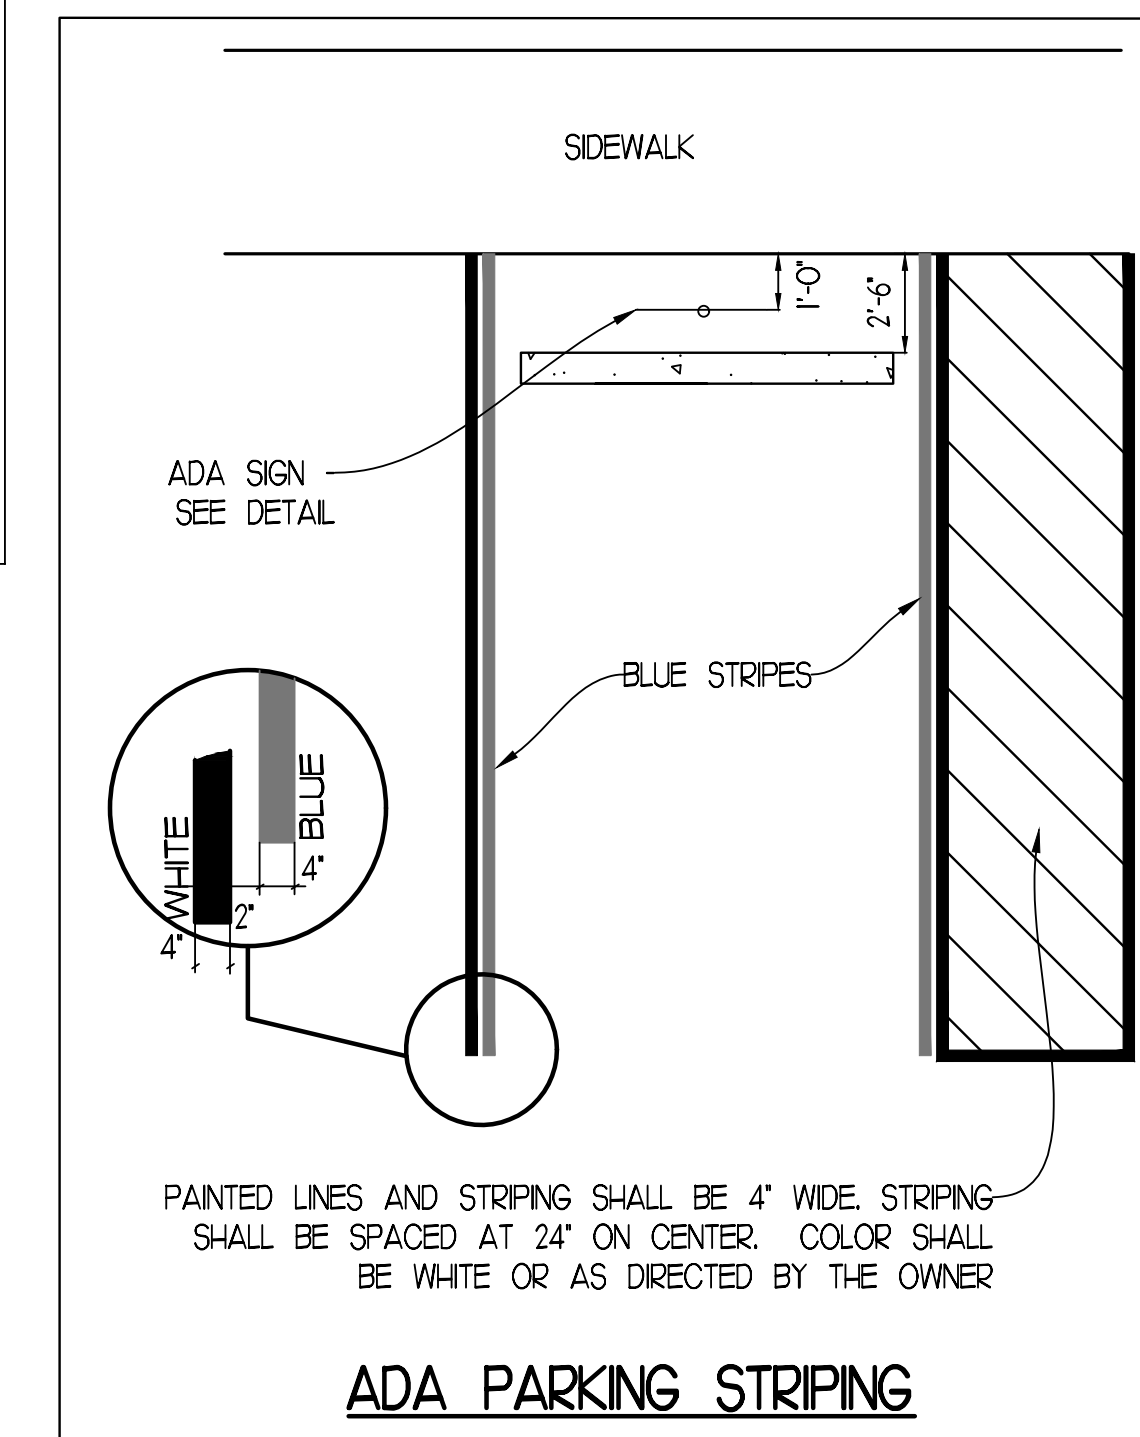 SIDEWALK
1'-0"
2'-6"
ADA SIGN
SEE DETAIL
BLUE STRIPES
WHITE
BLUE
4"
2"
4"
PAINTED LINES AND STRIPING SHALL BE 4" WIDE. STRIPING
SHALL BE SPACED AT 24" ON CENTER. COLOR SHALL
BE WHITE OR AS DIRECTED BY THE OWNER
ADA PARKING STRIPING